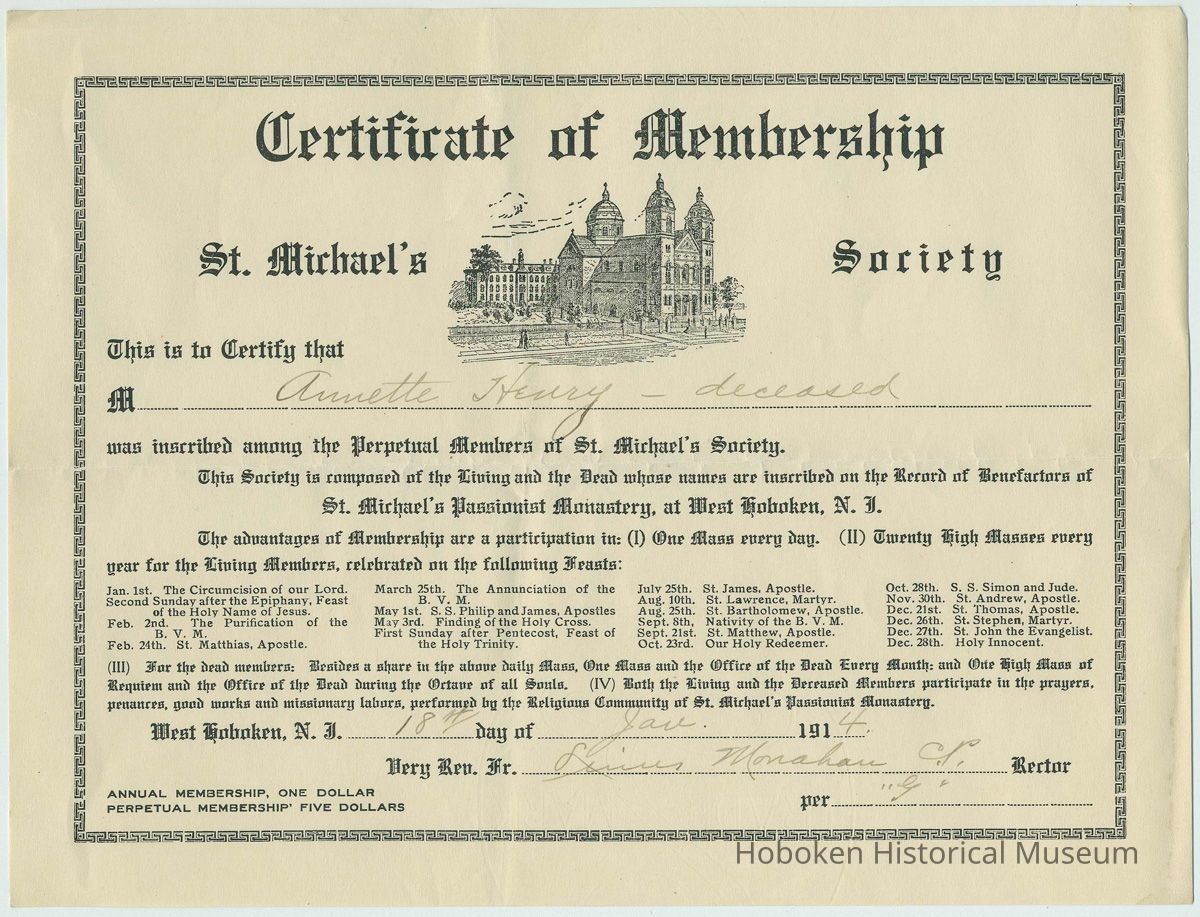 Certificate of Membership
St. Michael's Society
This is to Certify that
M Annette Henry – deceased
was inscribed among the Perpetual Members of St. Michael's Society.
This Society is composed of the Living and the Dead whose names are inscribed on the Record of Benefactors of
St. Michael's Passionist Monastery, at West Hoboken, N. J.
The advantages of Membership are a participation in: (I) One Mass every day. (II) Twenty High Masses every
year for the Living Members, celebrated on the following Feasts:
Jan. 1st. The Circumcision of our Lord.
Second Sunday after the Epiphany, Feast
of the Holy Name of Jesus.
Feb. 2nd. The Purification of the
B. V. M.
Feb. 24th. St. Matthias, Apostle.
March 25th. The Annunciation of the
B. V. M.
May 1st. S. S. Philip and James, Apostles
May 3rd. Finding of the Holy Cross.
First Sunday after Pentecost, Feast of
the Holy Trinity.
July 25th. St. James, Apostle.
Aug. 10th. St. Lawrence, Martyr.
Aug. 25th. St. Bartholomew, Apostle.
Sept. 8th, Nativity of the B. V. M.
Sept. 21st. St. Matthew, Apostle.
Oct. 23rd. Our Holy Redeemer.
Oct. 28th. S. S. Simon and Jude.
Nov. 30th. St. Andrew, Apostle.
Dec. 21st. St. Thomas, Apostle.
Dec. 26th. St. Stephen, Martyr.
Dec. 27th. St. John the Evangelist.
Dec. 28th. Holy Innocent.
(III) For the dead members: Besides a share in the above daily Mass, One Mass and the Office of the Dead Every Month: and One High Mass of
Requiem and the Office of the Dead during the Octave of all Souls. (IV) Both the Living and the Deceased Members participate in the prayers,
penances, good works and missionary labors, performed by the Religious Community of St. Michael's Passionist Monastery.
West Hoboken, N. J. 18th day of Jan. 1914.
Very Rev. Fr. Linus Monahan C.P. Rector
per "G"
ANNUAL MEMBERSHIP, ONE DOLLAR
PERPETUAL MEMBERSHIP' FIVE DOLLARS
Hoboken Historical Museum